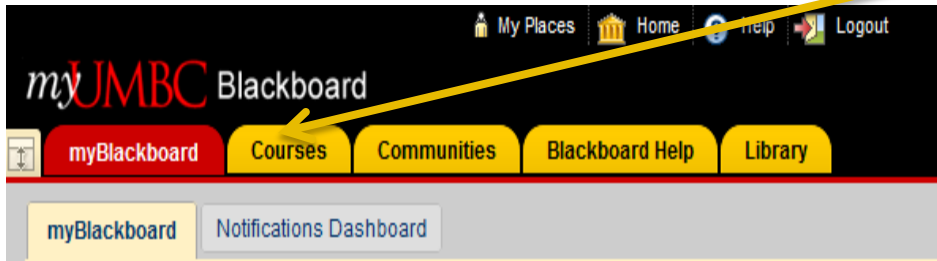 My Places Home Help Logout
myUMBC Blackboard
myBlackboard Courses Communities Blackboard Help Library
myBlackboard Notifications Dashboard